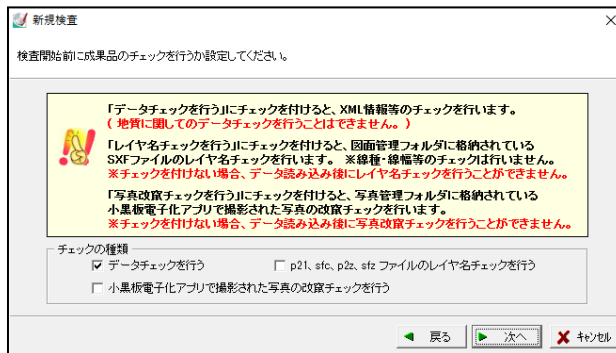 新規検査
検査開始前に成果品のチェックを行うか設定してください。
「データチェックを行う」にチェックを付けると、XML情報等のチェックを行います。
( 地質に関してのデータチェックを行うことはできません。)
「レイヤ名チェックを行う」にチェックを付けると、図面管理フォルダに格納されている
SXFファイルのレイヤ名チェックを行います。 ※線種・線幅等のチェックは行いません。
※チェックを付けない場合、データ読み込み後にレイヤ名チェックを行うことができません。
「写真改竄チェックを行う」にチェックを付けると、写真管理フォルダに格納されている
小黒板電子化アプリで撮影された写真の改竄チェックを行います。
※チェックを付けない場合、データ読み込み後に写真改竄チェックを行うことができません。
チェックの種類
データチェックを行う
p21、sfc、p2z、sfz ファイルのレイヤ名チェックを行う
小黒板電子化アプリで撮影された写真の改竄チェックを行う
戻る 次へ キャンセル